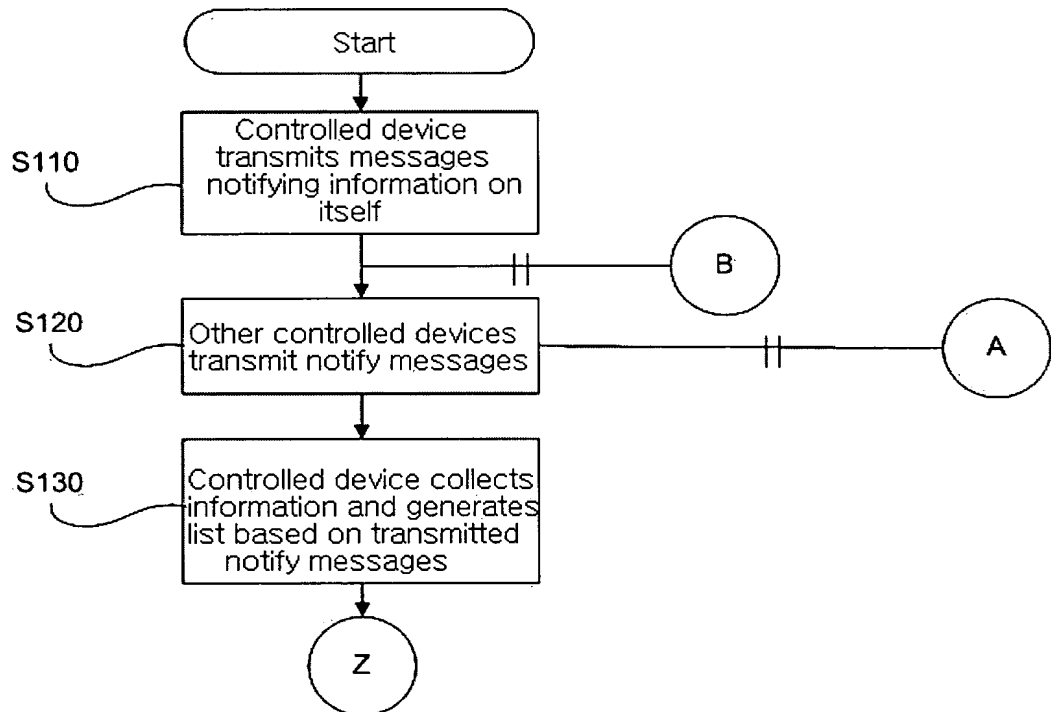 Start
S110
Controlled device
transmits messages
notifying information on
itself
B
S120
Other controlled devices
transmit notify messages
A
S130
Controlled device collects
information and generates
list based on transmitted
notify messages
Z